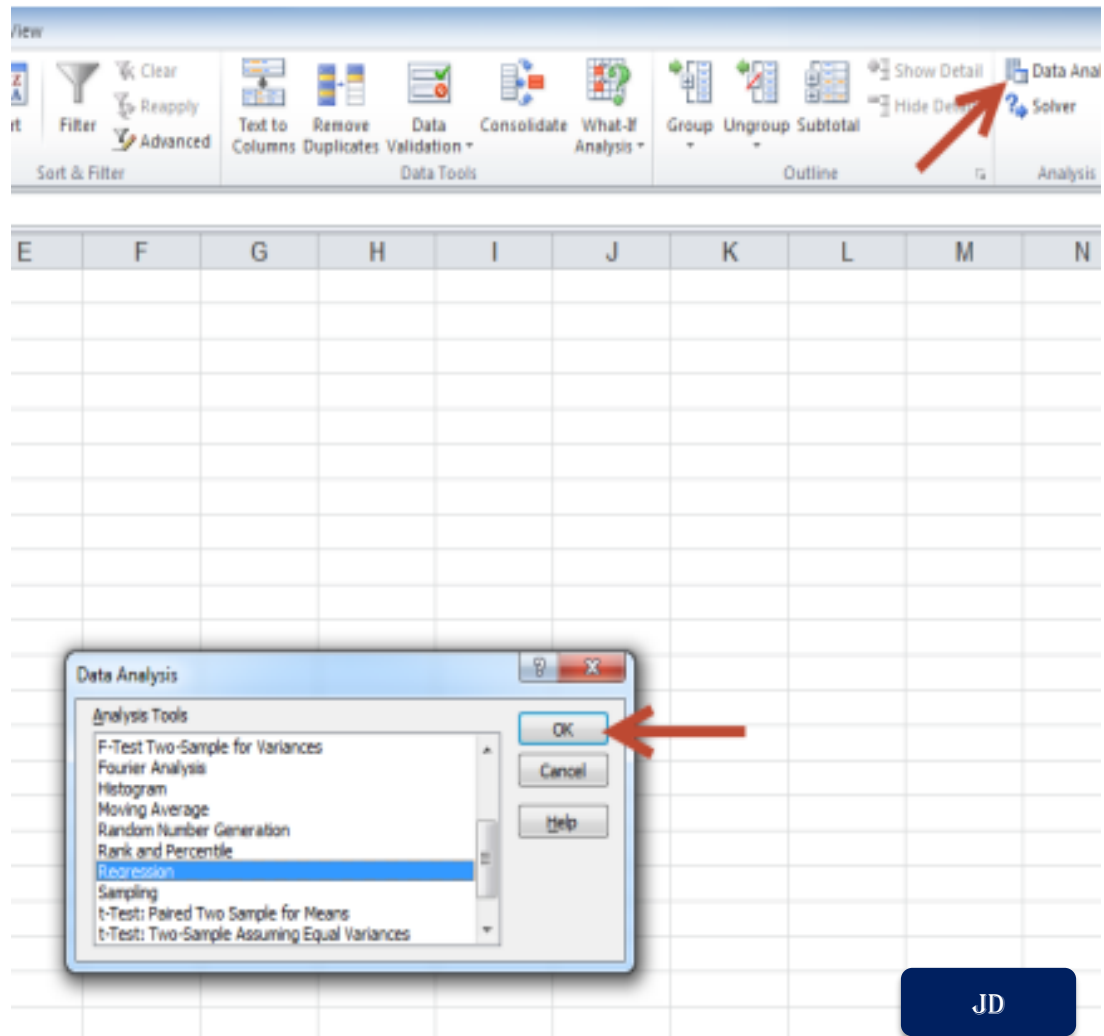 View
Clear
Reapply
Advanced
Filter
Sort & Filter
Text to Columns
Remove Duplicates
Data Validation
Consolidate
What-If Analysis
Data Tools
Group
Ungroup
Subtotal
Show Detail
Hide
Outline
Data Anal
Solver
Analysis
E F G H I J K L M N
Data Analysis
Analysis Tools
F-Test Two-Sample for Variances
Fourier Analysis
Histogram
Moving Average
Random Number Generation
Rank and Percentile
Regression
Sampling
t-Test: Paired Two Sample for Means
t-Test: Two-Sample Assuming Equal Variances
OK
Cancel
Help
JD